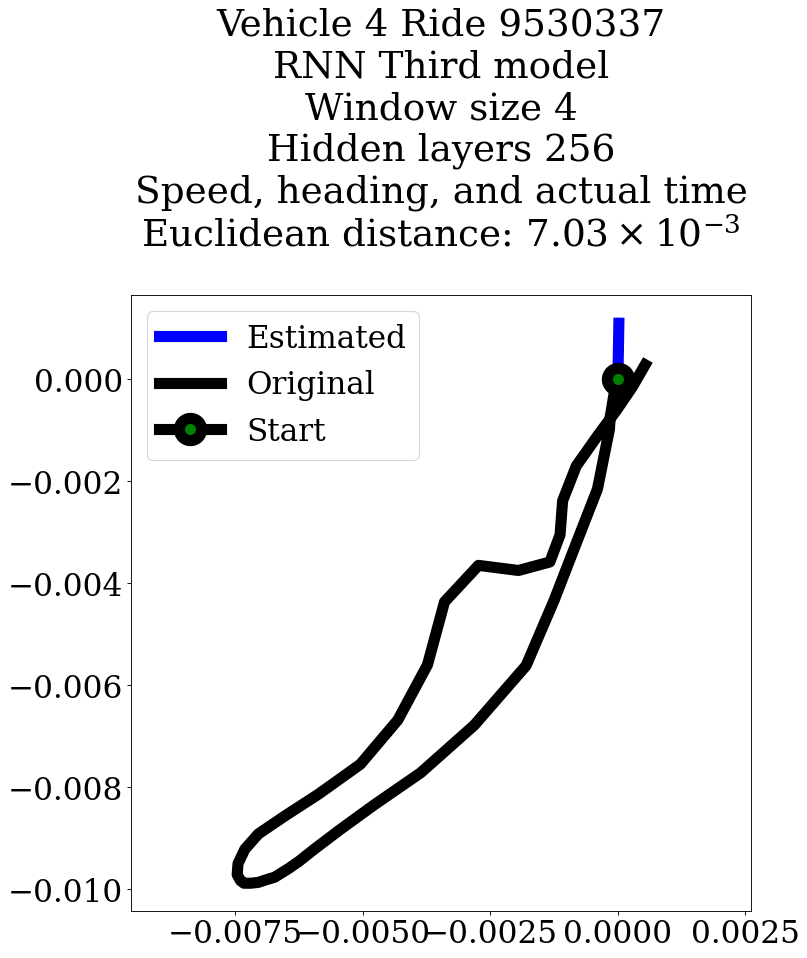 Vehicle 4 Ride 9530337
RNN Third model
Window size 4
Hidden layers 256
Speed, heading, and actual time
Euclidean distance: 7.03 × 10⁻³
Estimated
Original
Start
0.000
−0.002
−0.004
−0.006
−0.008
−0.010
−0.0075 −0.0050 −0.0025 0.0000 0.0025